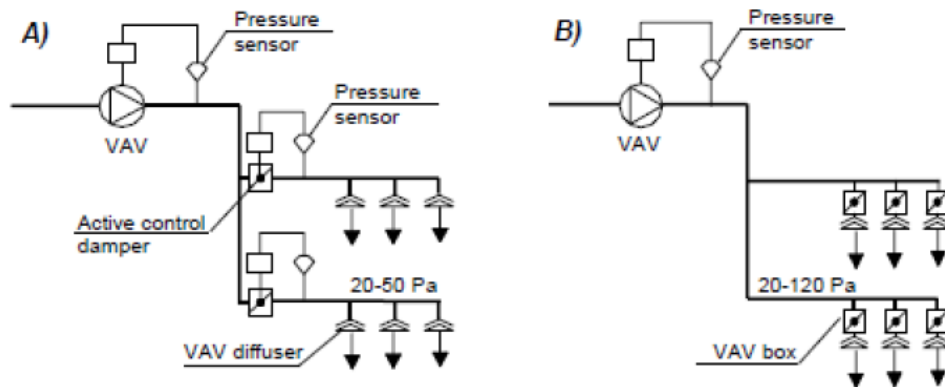 A)
Pressure
sensor
VAV
Pressure
sensor
Active control
damper
20-50 Pa
VAV diffuser
B)
Pressure
sensor
VAV
20-120 Pa
VAV box